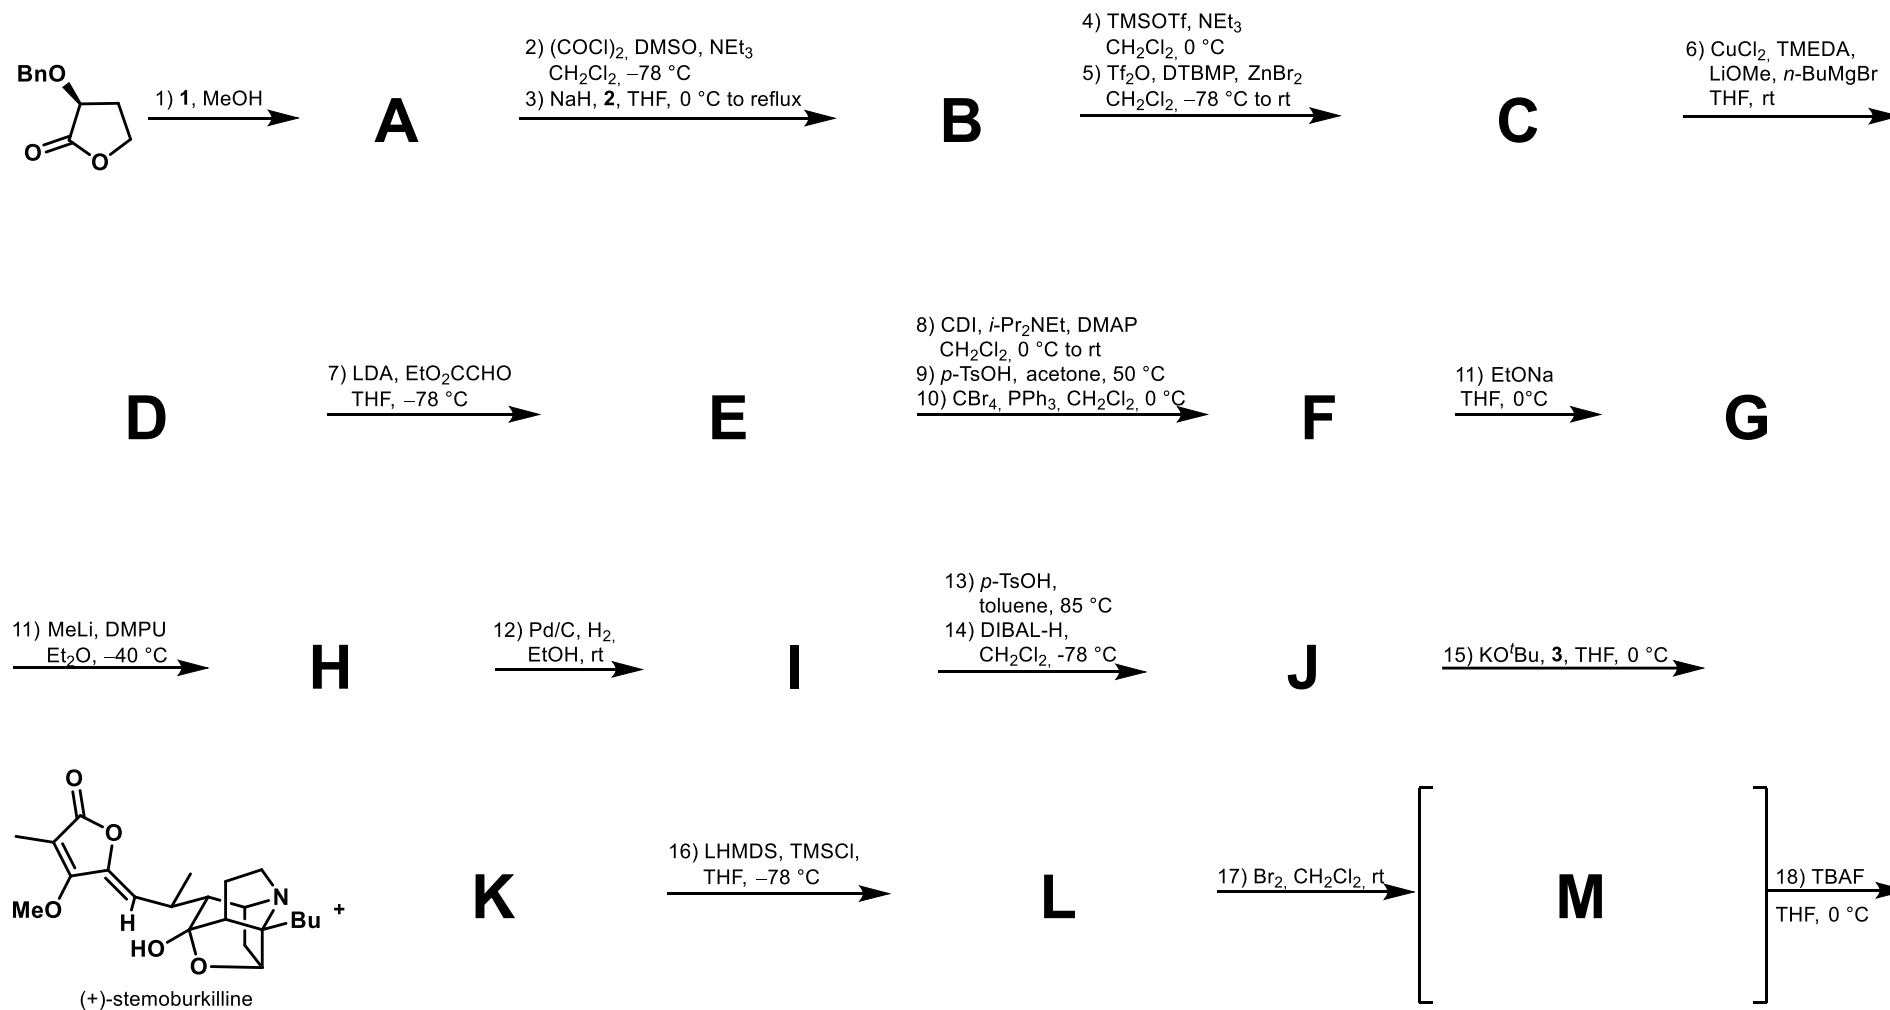 BnO
O
O
1) 1, MeOH
A
2) (COCl)2, DMSO, NEt3
CH2Cl2, –78 °C
3) NaH, 2, THF, 0 °C to reflux
B
4) TMSOTf, NEt3
CH2Cl2, 0 °C
5) Tf2O, DTBMP, ZnBr2
CH2Cl2, –78 °C to rt
C
6) CuCl2, TMEDA,
LiOMe, n-BuMgBr
THF, rt
D
7) LDA, EtO2CCHO
THF, –78 °C
E
8) CDI, i-Pr2NEt, DMAP
CH2Cl2, 0 °C to rt
9) p-TsOH, acetone, 50 °C
10) CBr4, PPh3, CH2Cl2, 0 °C
F
11) EtONa
THF, 0°C
G
11) MeLi, DMPU
Et2O, –40 °C
H
12) Pd/C, H2,
EtOH, rt
I
13) p-TsOH,
toluene, 85 °C
14) DIBAL-H,
CH2Cl2, -78 °C
J
15) KOtBu, 3, THF, 0 °C
O
O
MeO
H
HO
O
N
Bu
+
(+)-stemoburkilline
K
16) LHMDS, TMSCl,
THF, –78 °C
L
17) Br2, CH2Cl2, rt
M
18) TBAF
THF, 0 °C